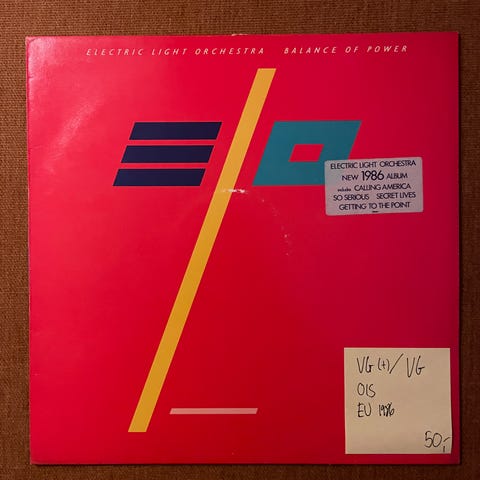 ELECTRIC LIGHT ORCHESTRA BALANCE OF POWER
ELO
ELECTRIC LIGHT ORCHESTRA
NEW 1986 ALBUM
includes CALLING AMERICA
SO SERIOUS SECRET LIVES
GETTING TO THE POINT
VG (+) / VG
OIS
EU 1986
50,-